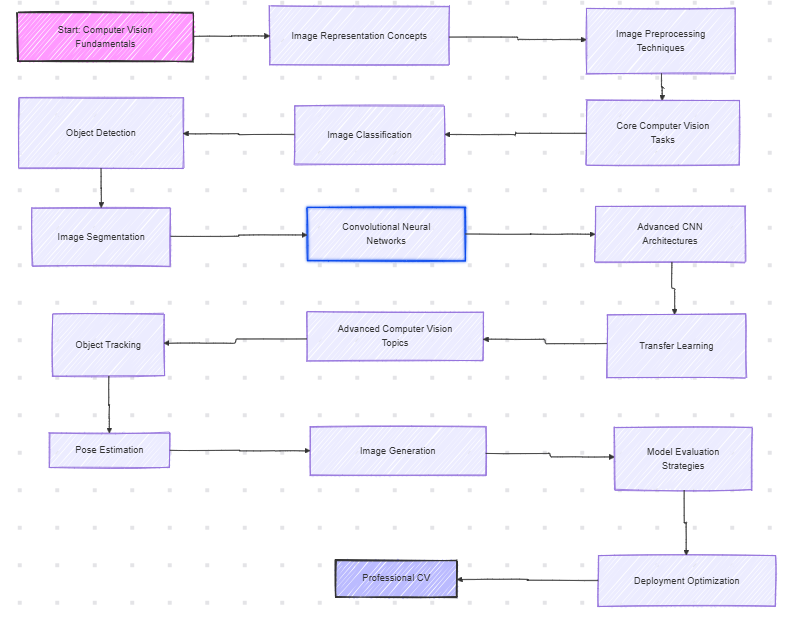 Start: Computer Vision
Fundamentals
Image Representation Concepts
Image Preprocessing
Techniques
Core Computer Vision
Tasks
Image Classification
Object Detection
Image Segmentation
Convolutional Neural
Networks
Advanced CNN
Architectures
Transfer Learning
Advanced Computer Vision
Topics
Object Tracking
Pose Estimation
Image Generation
Model Evaluation
Strategies
Deployment Optimization
Professional CV